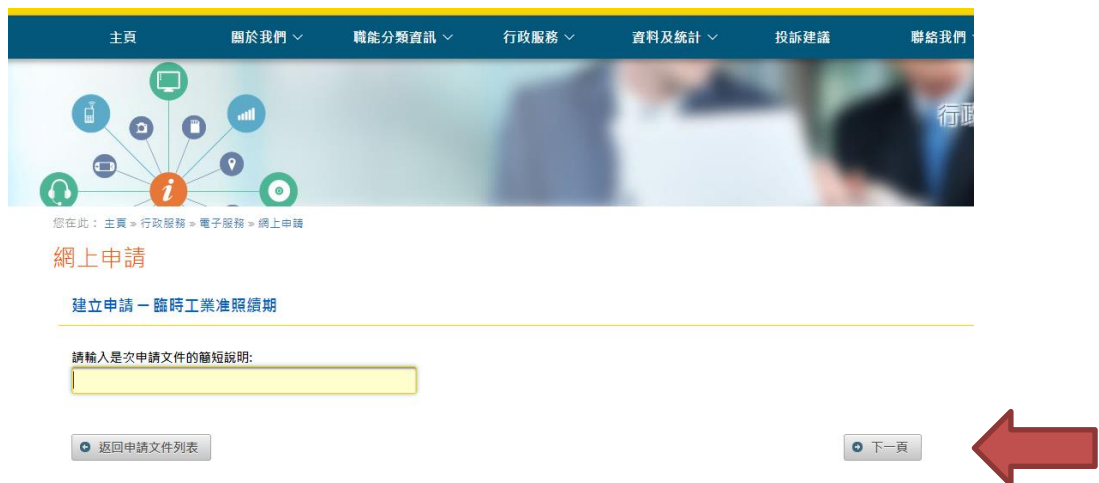 主頁 關於我們 職能分類資訊 行政服務 資料及統計 投訴建議 聯絡我們
行政
i
您在此： 主頁 » 行政服務 » 電子服務 » 網上申請
網上申請
建立申請 － 臨時工業准照續期
請輸入是次申請文件的簡短說明:
返回申請文件列表 下一頁